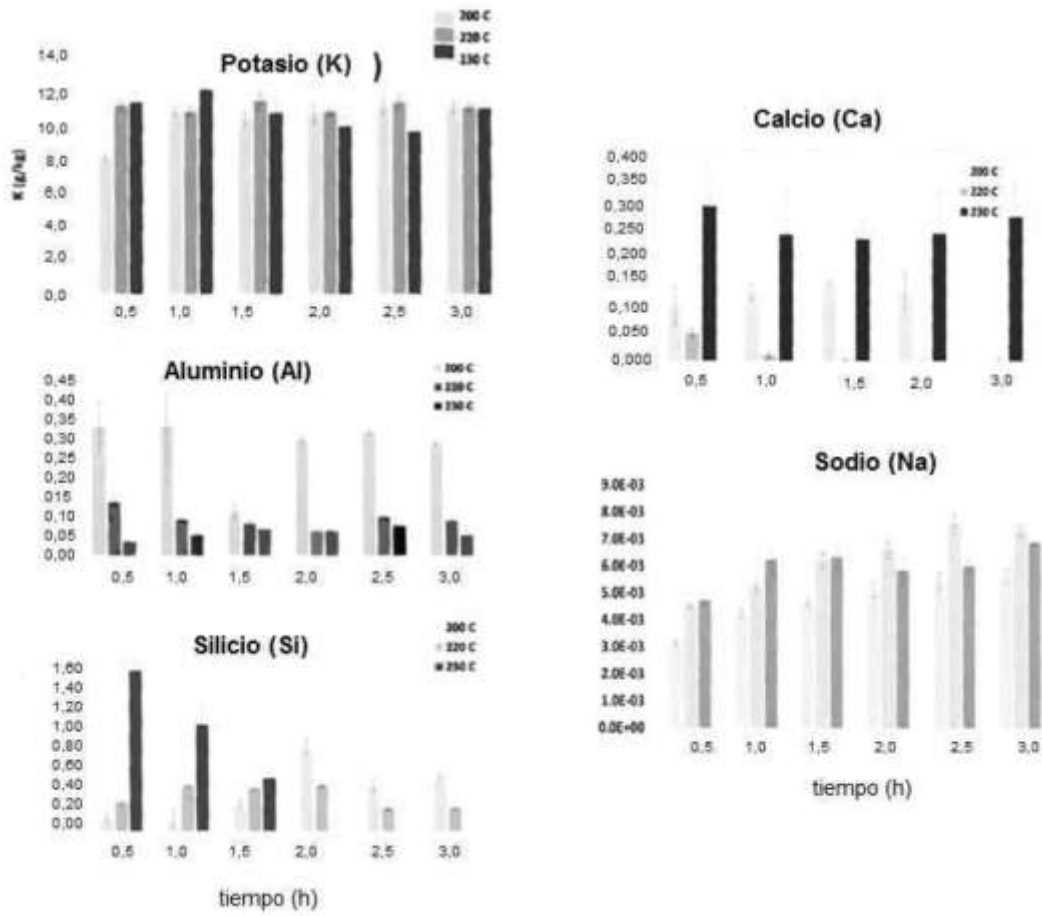 200 C
220 C
230 C
Potasio (K) )
K (g/kg)
14,0
12,0
10,0
8,0
6,0
4,0
2,0
0,0
0,5 1,0 1,5 2,0 2,5 3,0
Aluminio (Al)
200 C
220 C
230 C
0,45
0,40
0,35
0,30
0,25
0,20
0,15
0,10
0,05
0,00
0,5 1,0 1,5 2,0 2,5 3,0
Silicio (Si)
200 C
220 C
230 C
1,60
1,40
1,20
1,00
0,80
0,60
0,40
0,20
0,00
0,5 1,0 1,5 2,0 2,5 3,0
tiempo (h)
Calcio (Ca)
200 C
220 C
230 C
0,400
0,350
0,300
0,250
0,200
0,150
0,100
0,050
0,000
0,5 1,0 1,5 2,0 3,0
Sodio (Na)
9.0E-03
8.0E-03
7.0E-03
6.0E-03
5.0E-03
4.0E-03
3.0E-03
2.0E-03
1.0E-03
0.0E+00
0,5 1,0 1,5 2,0 2,5 3,0
tiempo (h)